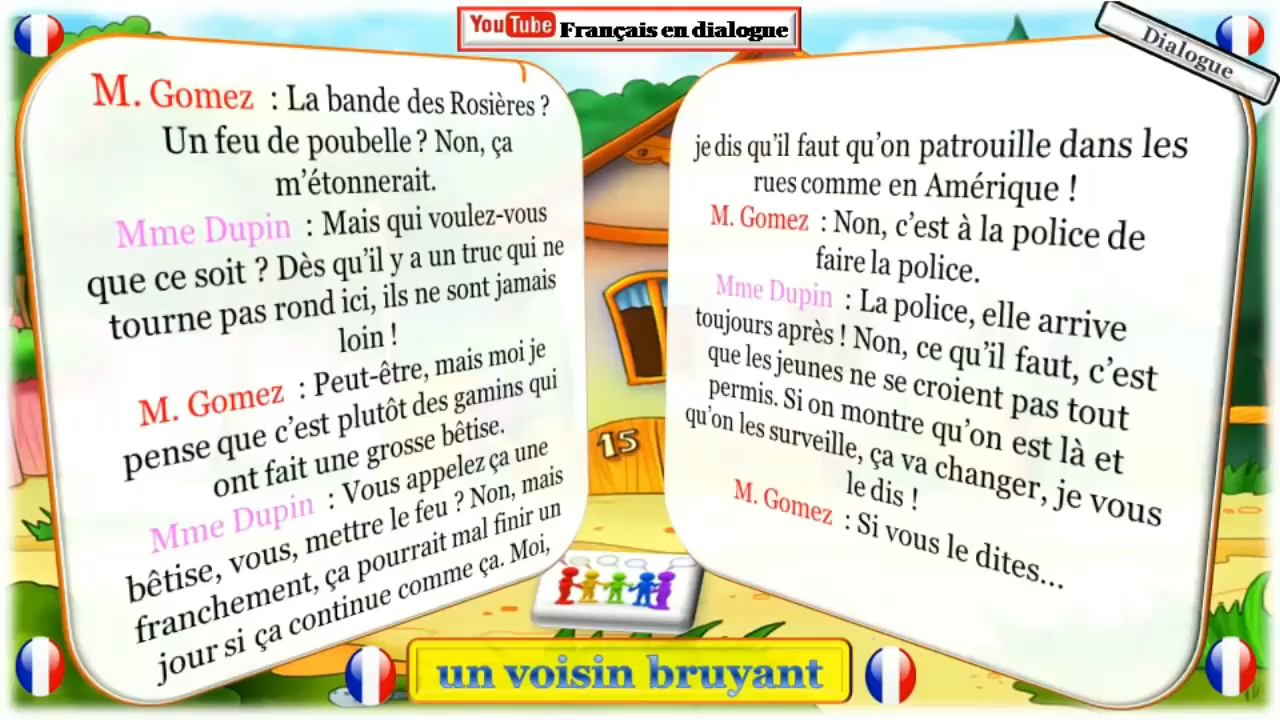 YouTube Français en dialogue
Dialogue
M. Gomez : La bande des Rosières ?
Un feu de poubelle ? Non, ça
m'étonnerait.
Mme Dupin : Mais qui voulez-vous
que ce soit ? Dès qu'il y a un truc qui ne
tourne pas rond ici, ils ne sont jamais
loin !
M. Gomez : Peut-être, mais moi je
pense que c'est plutôt des gamins qui
ont fait une grosse bêtise.
Mme Dupin : Vous appelez ça une
bêtise, vous, mettre le feu ? Non, mais
franchement, ça pourrait mal finir un
jour si ça continue comme ça. Moi,
je dis qu'il faut qu'on patrouille dans les
rues comme en Amérique !
M. Gomez : Non, c'est à la police de
faire la police.
Mme Dupin : La police, elle arrive
toujours après ! Non, ce qu'il faut, c'est
que les jeunes ne se croient pas tout
permis. Si on montre qu'on est là et
qu'on les surveille, ça va changer, je vous
le dis !
M. Gomez : Si vous le dites...
15
un voisin bruyant